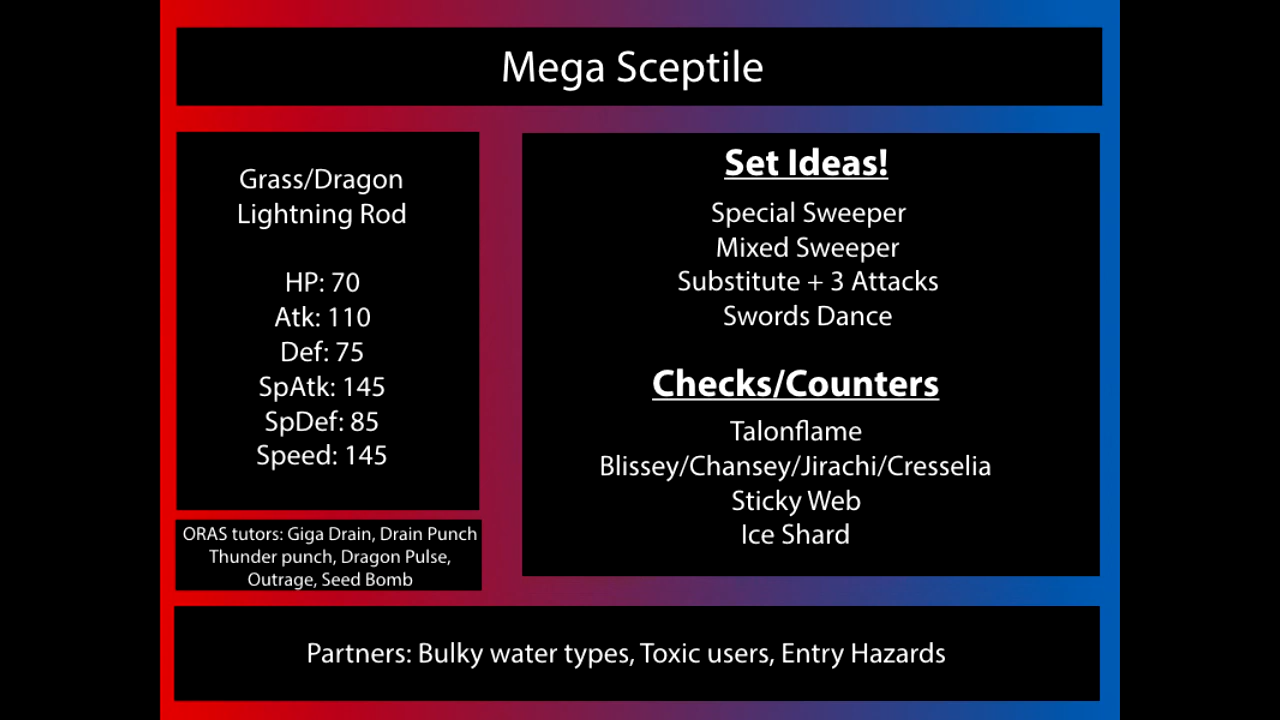 Mega Sceptile
Grass/Dragon
Lightning Rod
HP: 70
Atk: 110
Def: 75
SpAtk: 145
SpDef: 85
Speed: 145
ORAS tutors: Giga Drain, Drain Punch
Thunder punch, Dragon Pulse,
Outrage, Seed Bomb
Set Ideas!
Special Sweeper
Mixed Sweeper
Substitute + 3 Attacks
Swords Dance
Checks/Counters
Talonflame
Blissey/Chansey/Jirachi/Cresselia
Sticky Web
Ice Shard
Partners: Bulky water types, Toxic users, Entry Hazards